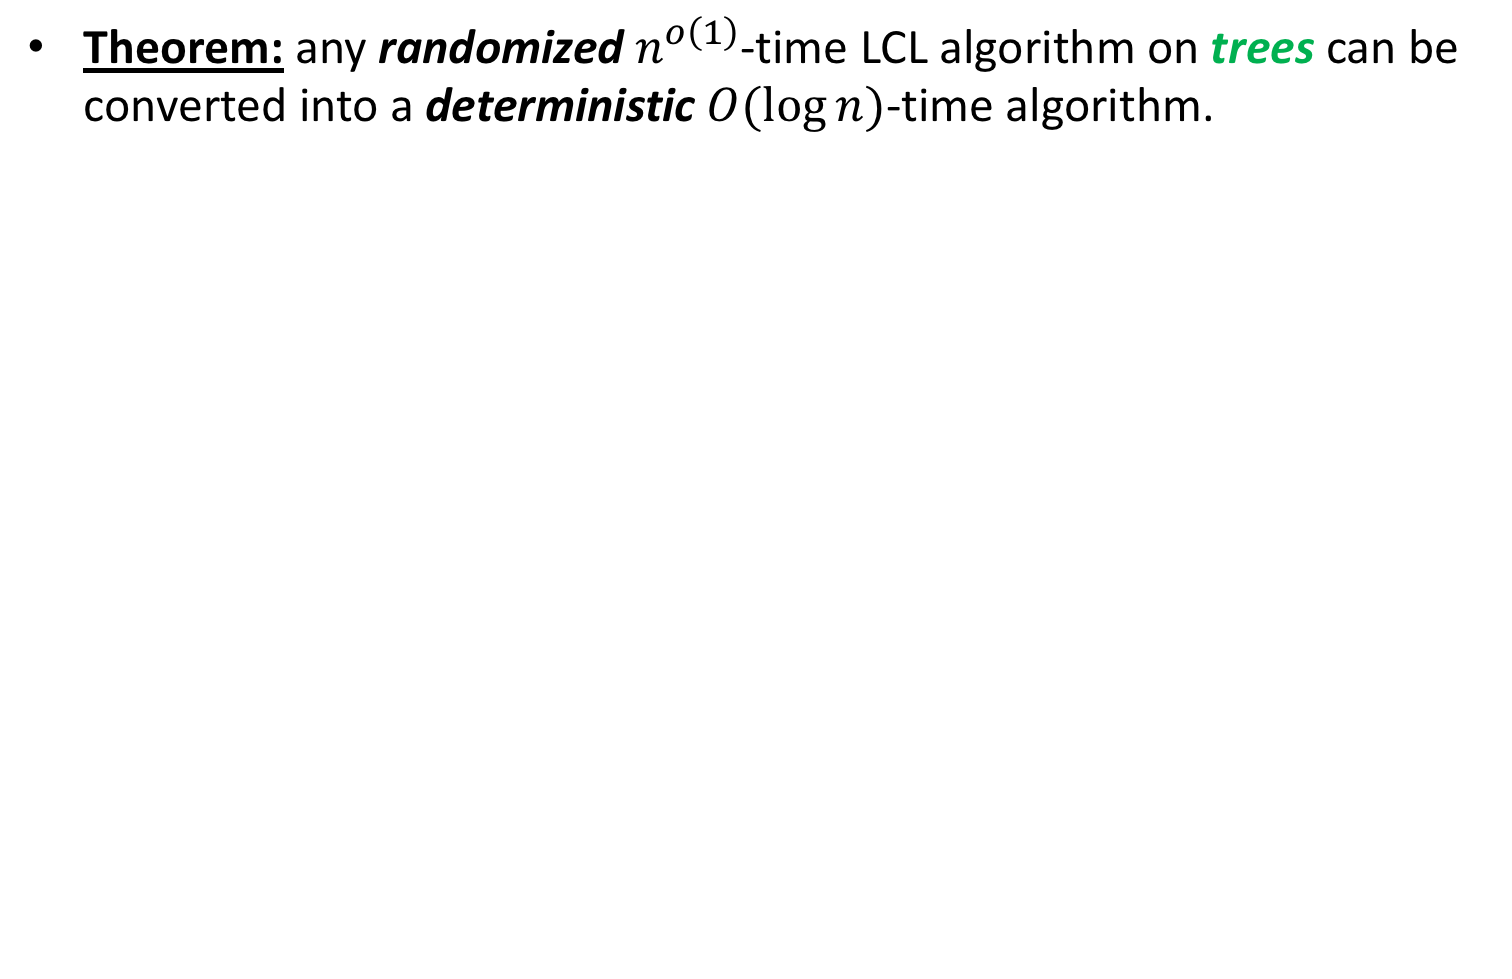 • Theorem: any randomized n^{o(1)}-time LCL algorithm on trees can be
converted into a deterministic O(log n)-time algorithm.